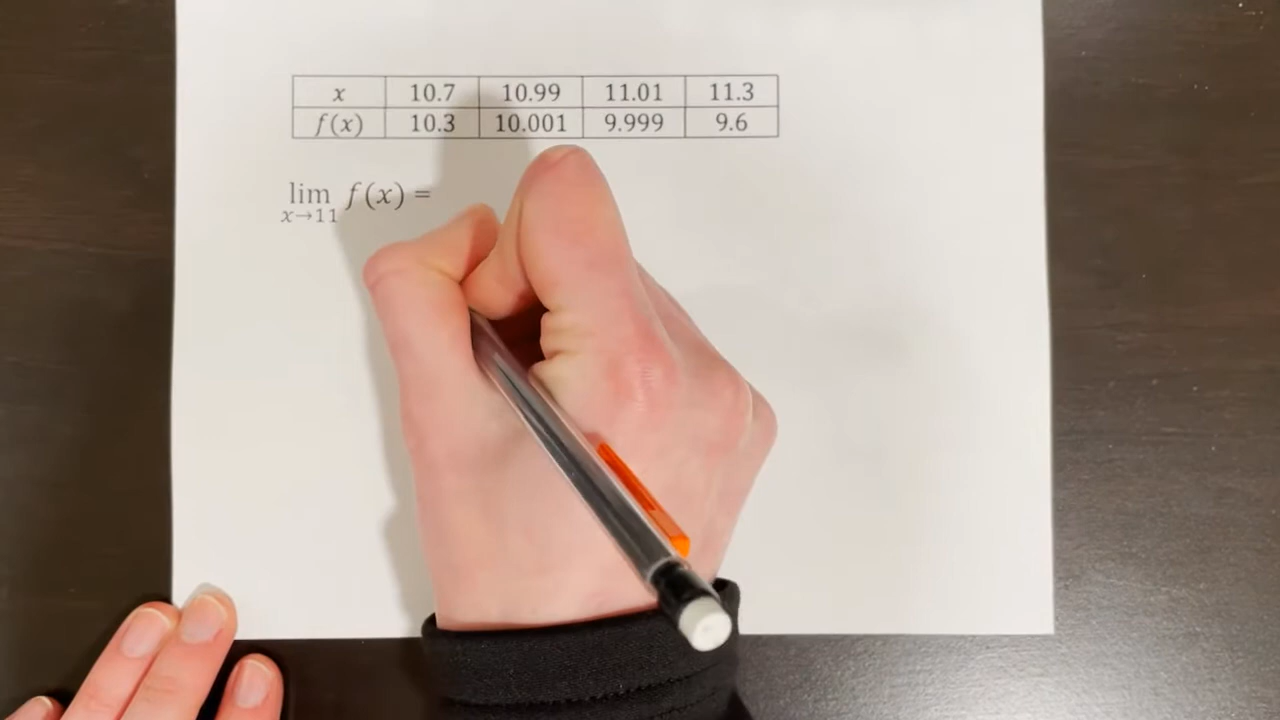 x 10.7 10.99 11.01 11.3
f(x) 10.3 10.001 9.999 9.6
lim f(x) =
x→11